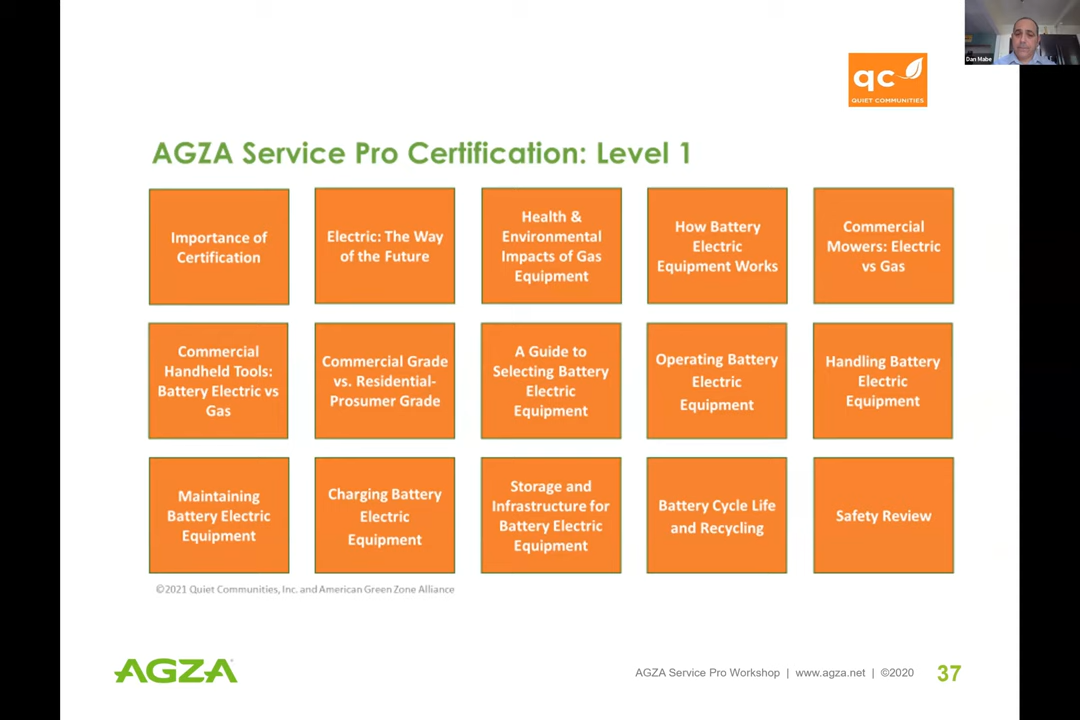 Dan Mabe
qc
QUIET COMMUNITIES
AGZA Service Pro Certification: Level 1
Importance of
Certification
Electric: The Way
of the Future
Health &
Environmental
Impacts of Gas
Equipment
How Battery
Electric
Equipment Works
Commercial
Mowers: Electric
vs Gas
Commercial
Handheld Tools:
Battery Electric vs
Gas
Commercial Grade
vs. Residential-
Prosumer Grade
A Guide to
Selecting Battery
Electric
Equipment
Operating Battery
Electric
Equipment
Handling Battery
Electric
Equipment
Maintaining
Battery Electric
Equipment
Charging Battery
Electric
Equipment
Storage and
Infrastructure for
Battery Electric
Equipment
Battery Cycle Life
and Recycling
Safety Review
©2021 Quiet Communities, Inc. and American Green Zone Alliance
AGZA
AGZA Service Pro Workshop | www.agza.net | ©2020
37